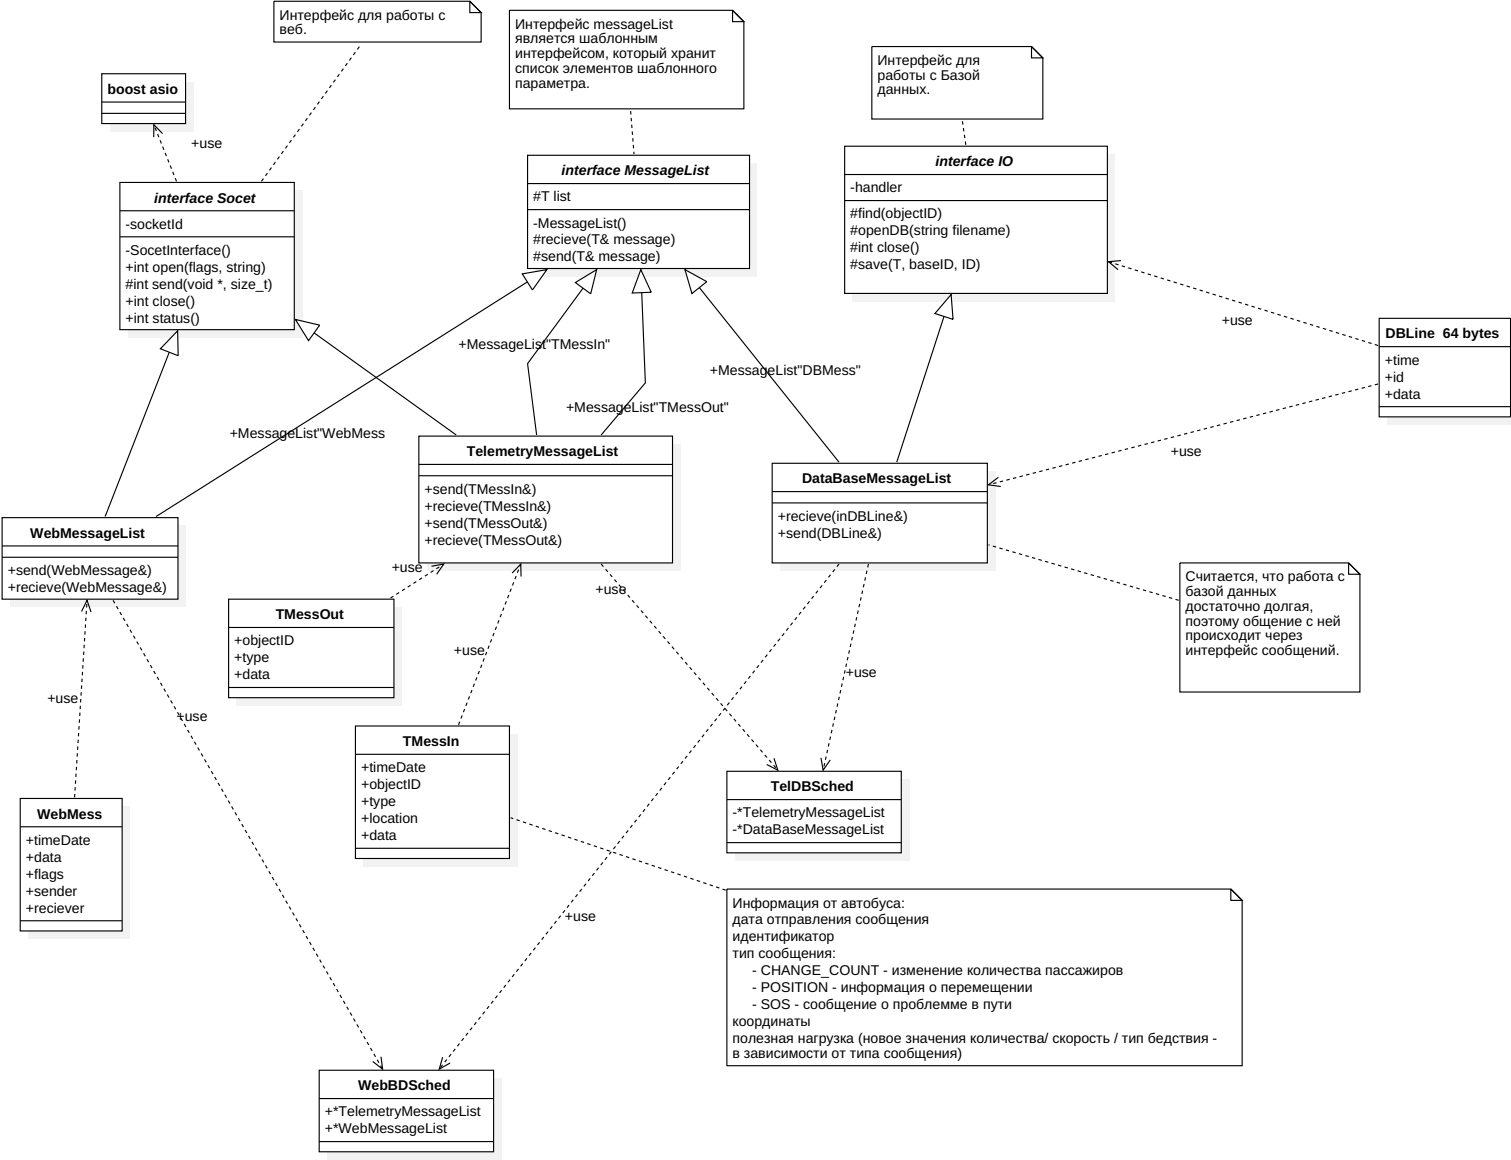 Интерфейс для работы с
веб.
Интерфейс messageList
является шаблонным
интерфейсом, который хранит
список элементов шаблонного
параметра.
Интерфейс для
работы с Базой
данных.
boost asio
+use
interface Socet
-socketId
-SocetInterface()
+int open(flags, string)
#int send(void *, size_t)
+int close()
+int status()
interface MessageList
#T list
-MessageList()
#recieve(T& message)
#send(T& message)
interface IO
-handler
#find(objectID)
#openDB(string filename)
#int close()
#save(T, baseID, ID)
+use
DBLine  64 bytes
+time
+id
+data
+MessageList"TMessIn"
+MessageList"DBMess"
+MessageList"TMessOut"
+MessageList"WebMess
+use
TelemetryMessageList
+send(TMessIn&)
+recieve(TMessIn&)
+send(TMessOut&)
+recieve(TMessOut&)
DataBaseMessageList
+recieve(inDBLine&)
+send(DBLine&)
WebMessageList
+send(WebMessage&)
+recieve(WebMessage&)
+use
+use
Считается, что работа с
базой данных
достаточно долгая,
поэтому общение с ней
происходит через
интерфейс сообщений.
TMessOut
+objectID
+type
+data
+use
+use
+use
+use
TMessIn
+timeDate
+objectID
+type
+location
+data
TelDBSched
-*TelemetryMessageList
-*DataBaseMessageList
WebMess
+timeDate
+data
+flags
+sender
+reciever
+use
Информация от автобуса:
дата отправления сообщения
идентификатор
тип сообщения:
- CHANGE_COUNT - изменение количества пассажиров
- POSITION - информация о перемещении
- SOS - сообщение о проблемме в пути
координаты
полезная нагрузка (новое значения количества/ скорость / тип бедствия -
в зависимости от типа сообщения)
WebBDSched
+*TelemetryMessageList
+*WebMessageList